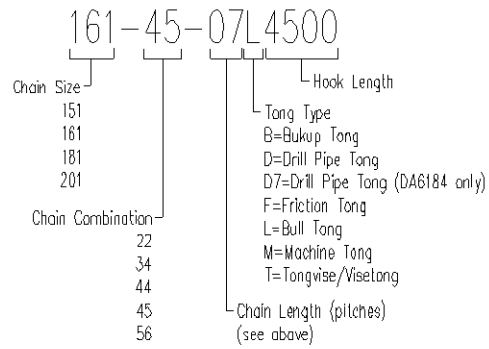 161-45-07L4500
Hook Length
Chain Size
151
161
181
201
Tong Type
B=Bukup Tong
D=Drill Pipe Tong
D7=Drill Pipe Tong (DA6184 only)
F=Friction Tong
L=Bull Tong
M=Machine Tong
T=Tongvise/Visetong
Chain Combination
22
34
44
45
56
Chain Length (pitches)
(see above)